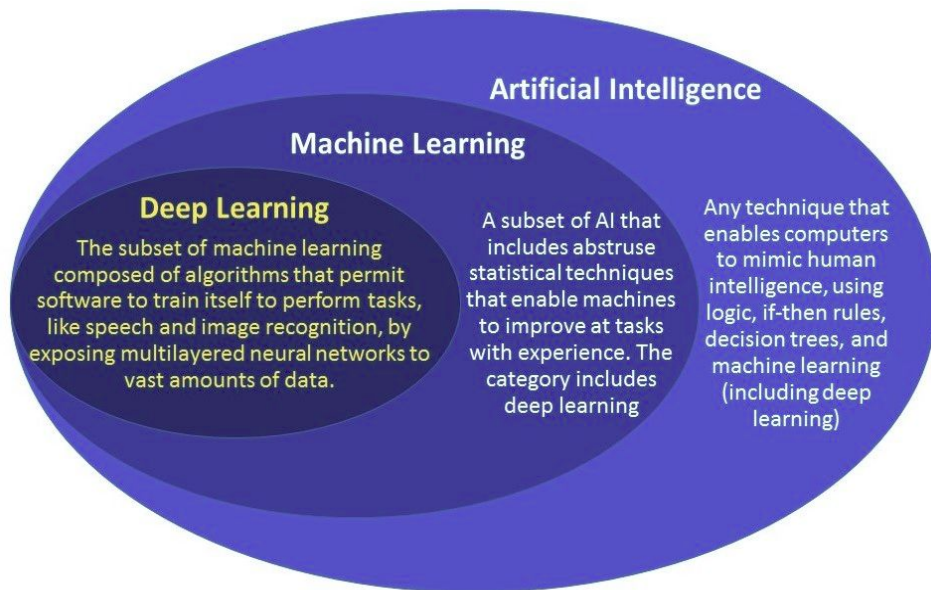 Artificial Intelligence
Machine Learning
Deep Learning
The subset of machine learning
composed of algorithms that permit
software to train itself to perform tasks,
like speech and image recognition, by
exposing multilayered neural networks to
vast amounts of data.
A subset of AI that
includes abstruse
statistical techniques
that enable machines
to improve at tasks
with experience. The
category includes
deep learning
Any technique that
enables computers
to mimic human
intelligence, using
logic, if-then rules,
decision trees, and
machine learning
(including deep
learning)